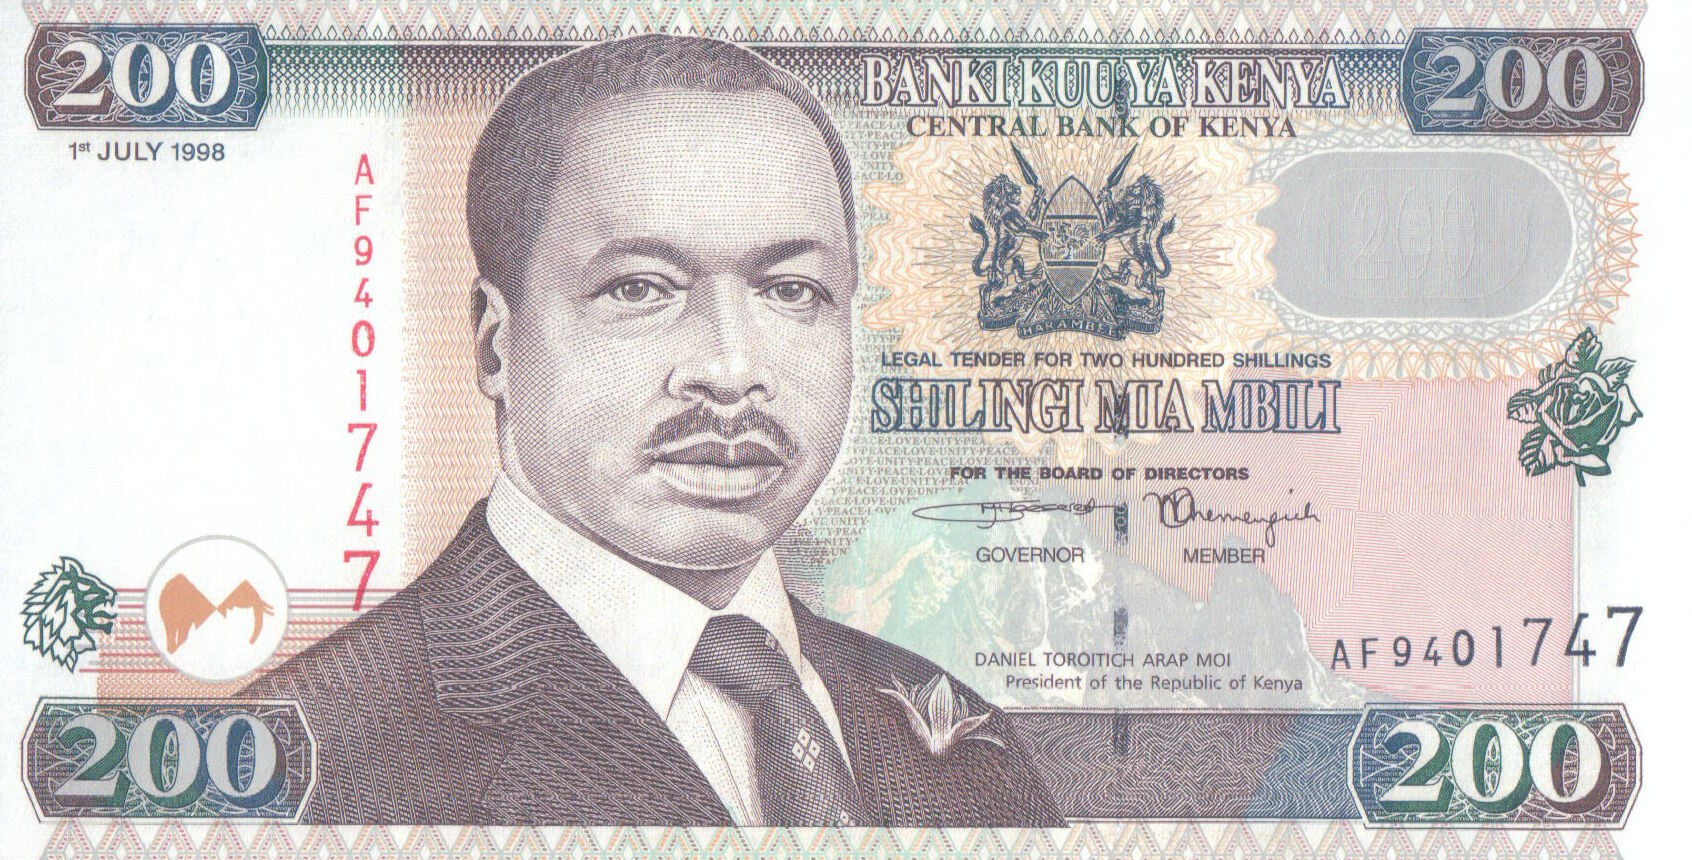 200
BANKI KUU YA KENYA
200
CENTRAL BANK OF KENYA
1st JULY 1998
AF9401747
200
HARAMBEE
LEGAL TENDER FOR TWO HUNDRED SHILLINGS
SHILINGI MIA MBILI
FOR THE BOARD OF DIRECTORS
GOVERNOR MEMBER
DANIEL TOROITICH ARAP MOI
President of the Republic of Kenya
AF9401747
200
200